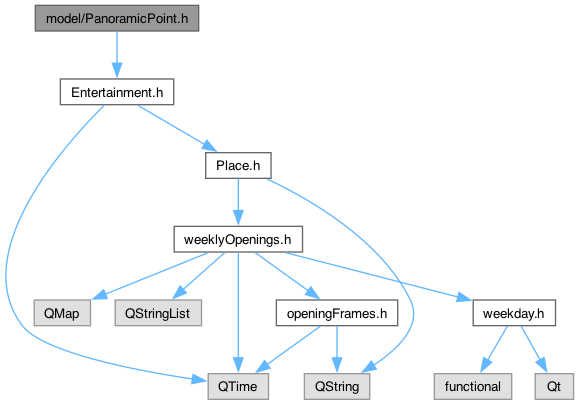 model/PanoramicPoint.h
Entertainment.h
Place.h
weeklyOpenings.h
QMap
QStringList
openingFrames.h
weekday.h
QTime
QString
functional
Qt